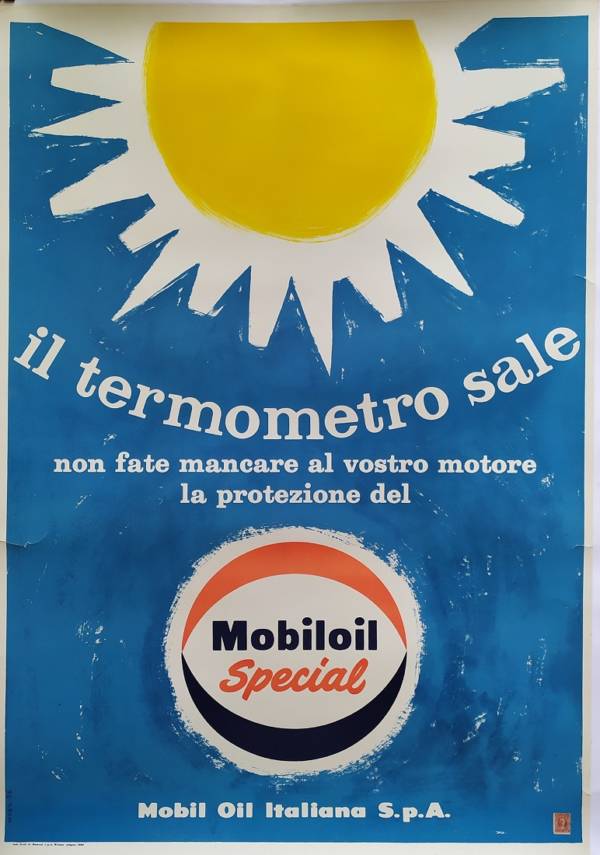 il termometro sale
non fate mancare al vostro motore
la protezione del
Mobiloil
Special
Mobil Oil Italiana S.p.A.